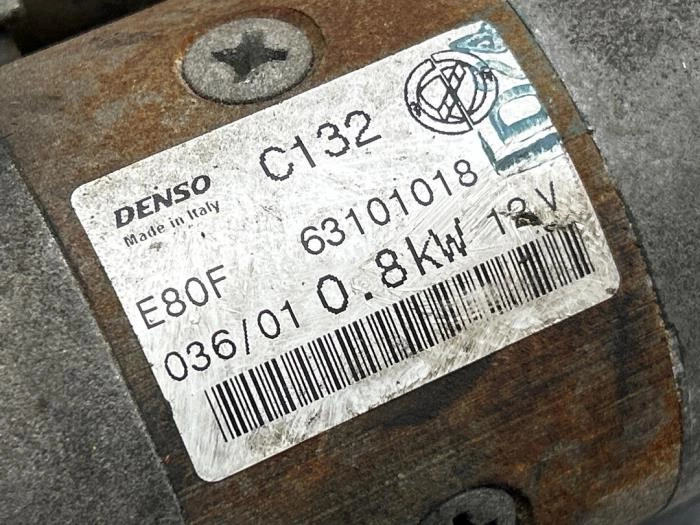 DENSO C132
Made in Italy 63101018
E80F 0.8kW 12V
036/01